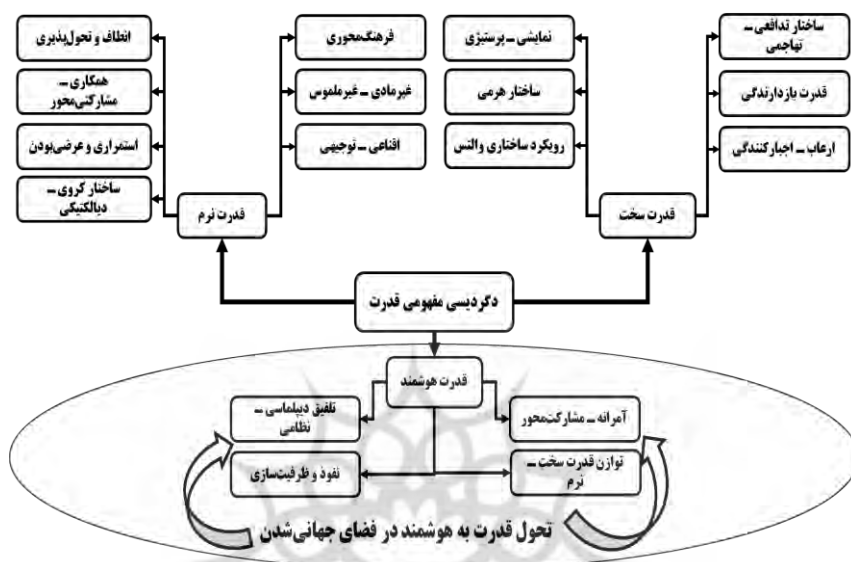 ساختار تدافعی ـ
تهاجمی
قدرت بازدارندگی
ارعاب ـ اجبارکنندگی
نمایشی ـ پرستیژی
ساختار هرمی
رویکرد ساختاری والتس
قدرت سخت
فرهنگ‌محوری
غیرمادی ـ غیرملموس
اقناعی ـ توجیهی
انطاف و تحول‌پذیری
همکاری ـ
مشارکتی‌محور
استمراری و عرضی‌بودن
ساختار کروی ـ
دیالکتیکی
قدرت نرم
دگردیسی مفهومی قدرت
قدرت هوشمند
آمرانه ـ مشارکت‌محور
توازن قدرت سخت ـ
نرم
تلفیق دیپلماسی ـ
نظامی
نفوذ و ظرفیت‌سازی
تحول قدرت به هوشمند در فضای جهانی‌شدن